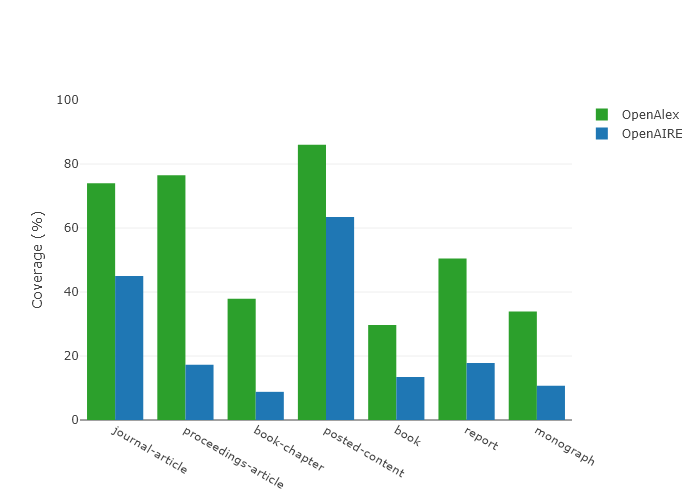 100
80
60
40
20
0
Coverage (%)
journal-article
proceedings-article
book-chapter
posted-content
book
report
monograph
OpenAlex
OpenAIRE